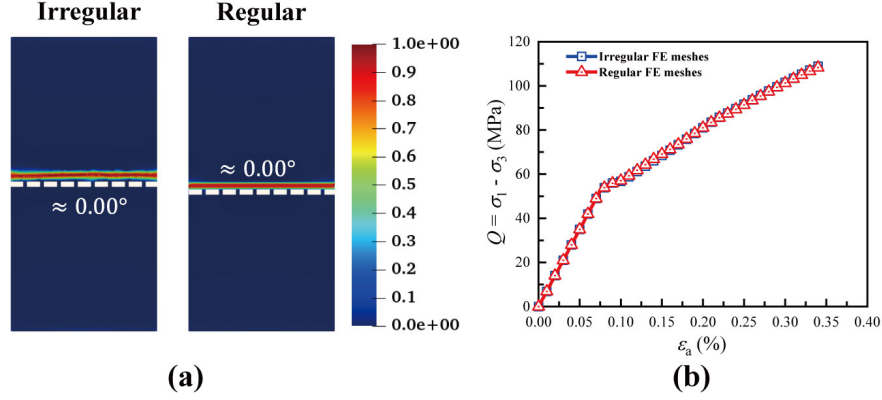 Irregular
Regular
≈ 0.00°
≈ 0.00°
1.0e+00
0.9
0.8
0.7
0.6
0.5
0.4
0.3
0.2
0.1
0.0e+00
(a)
120
100
80
60
40
20
0
Q = σ1 - σ3 (MPa)
Irregular FE meshes
Regular FE meshes
0.00 0.05 0.10 0.15 0.20 0.25 0.30 0.35 0.40
εa (%)
(b)